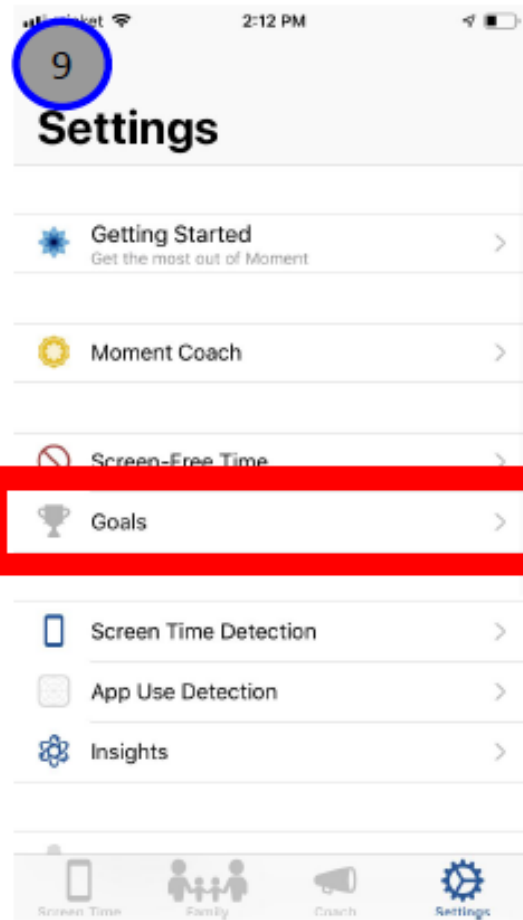 2:12 PM
9
Settings
Getting Started
Get the most out of Moment
Moment Coach
Screen-Free Time
Goals
Screen Time Detection
App Use Detection
Insights
Screen Time Family Coach Settings